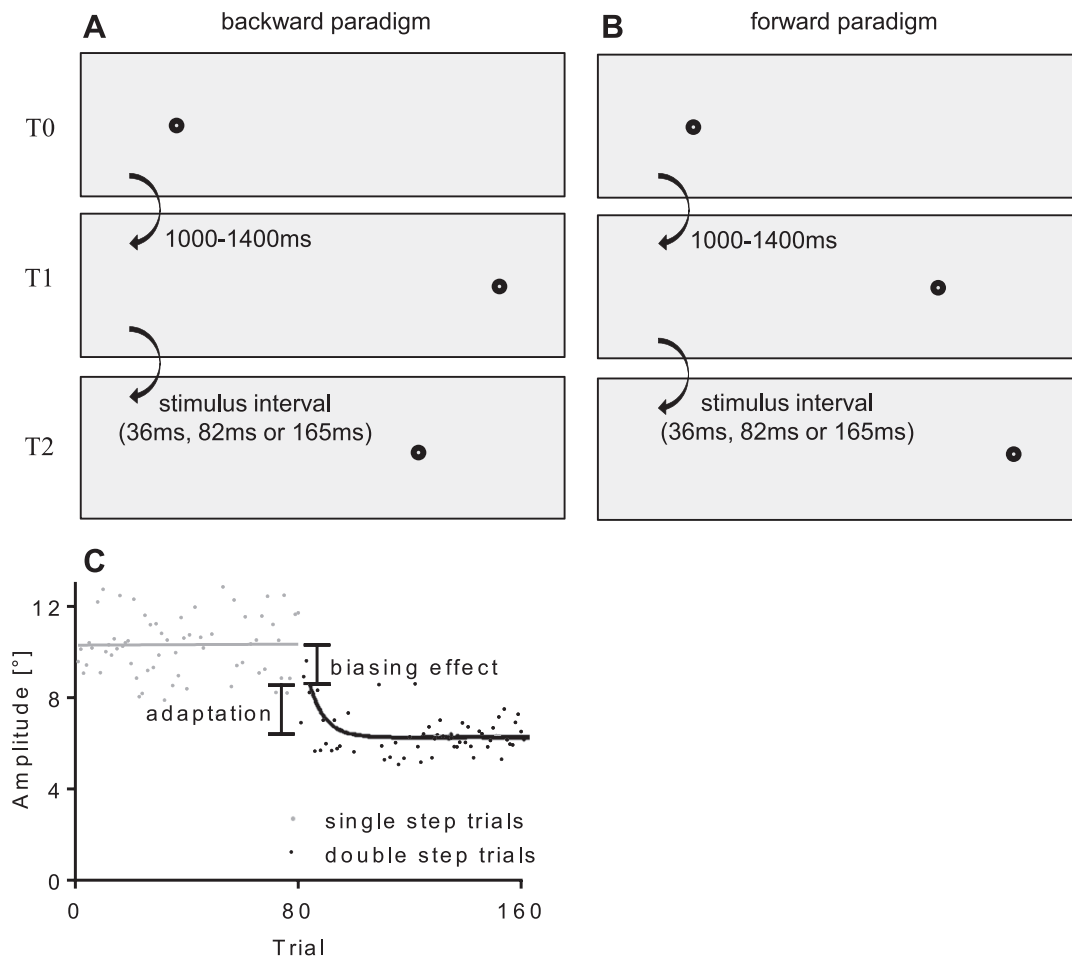 A backward paradigm
B forward paradigm
T0
1000-1400ms
1000-1400ms
T1
stimulus interval
(36ms, 82ms or 165ms)
stimulus interval
(36ms, 82ms or 165ms)
T2
C
Amplitude [°]
12
8
4
0
biasing effect
adaptation
single step trials
double step trials
0 80 160
Trial